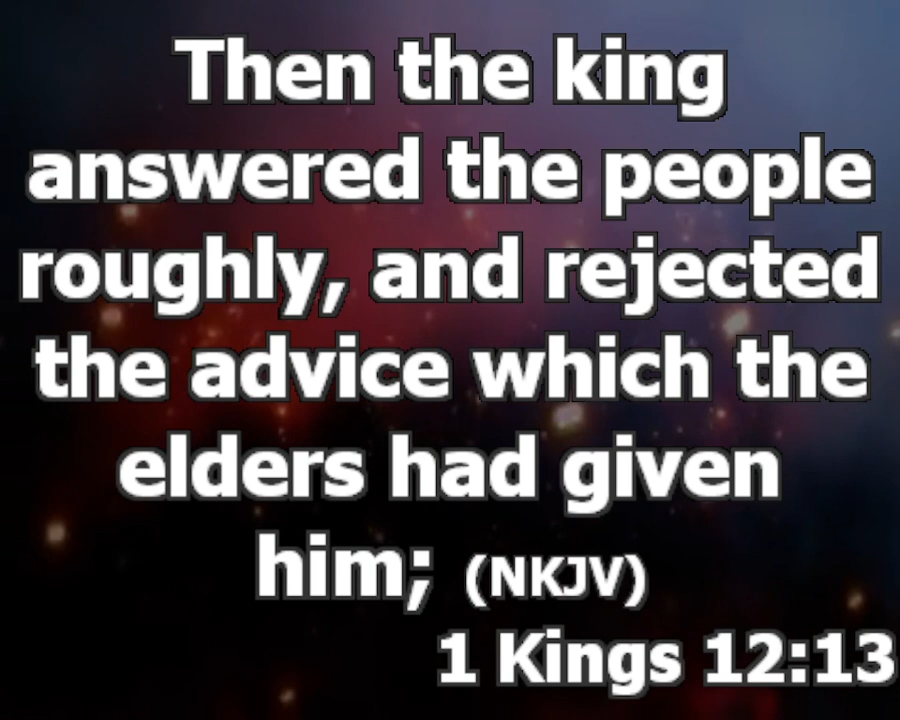 Then the king
answered the people
roughly, and rejected
the advice which the
elders had given
him; (NKJV)
1 Kings 12:13